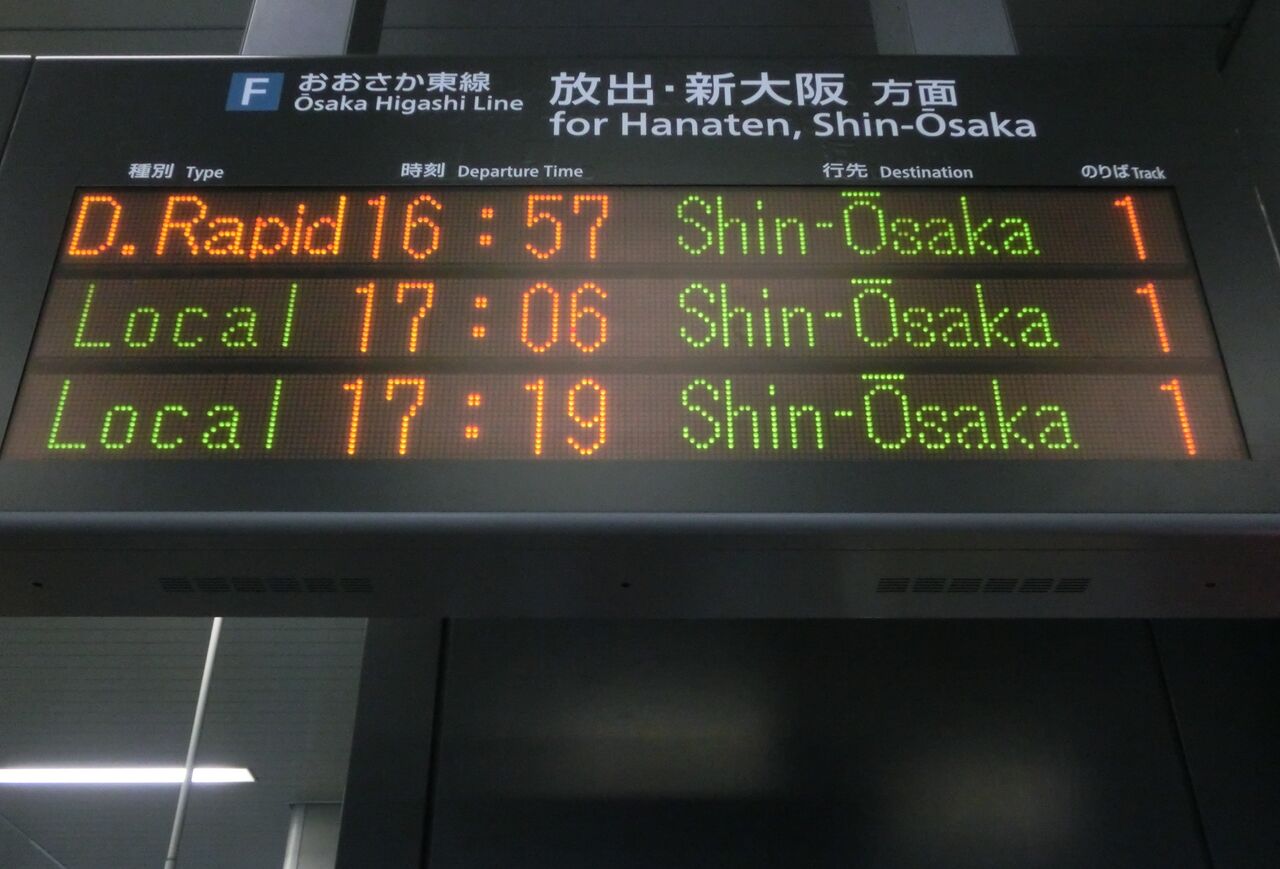 F おおさか東線 放出・新大阪 方面
Ōsaka Higashi Line for Hanaten, Shin-Ōsaka
種別 Type 時刻 Departure Time 行先 Destination のりば Track
D.Rapid 16:57 Shin-Ōsaka 1
Local 17:06 Shin-Ōsaka 1
Local 17:19 Shin-Ōsaka 1